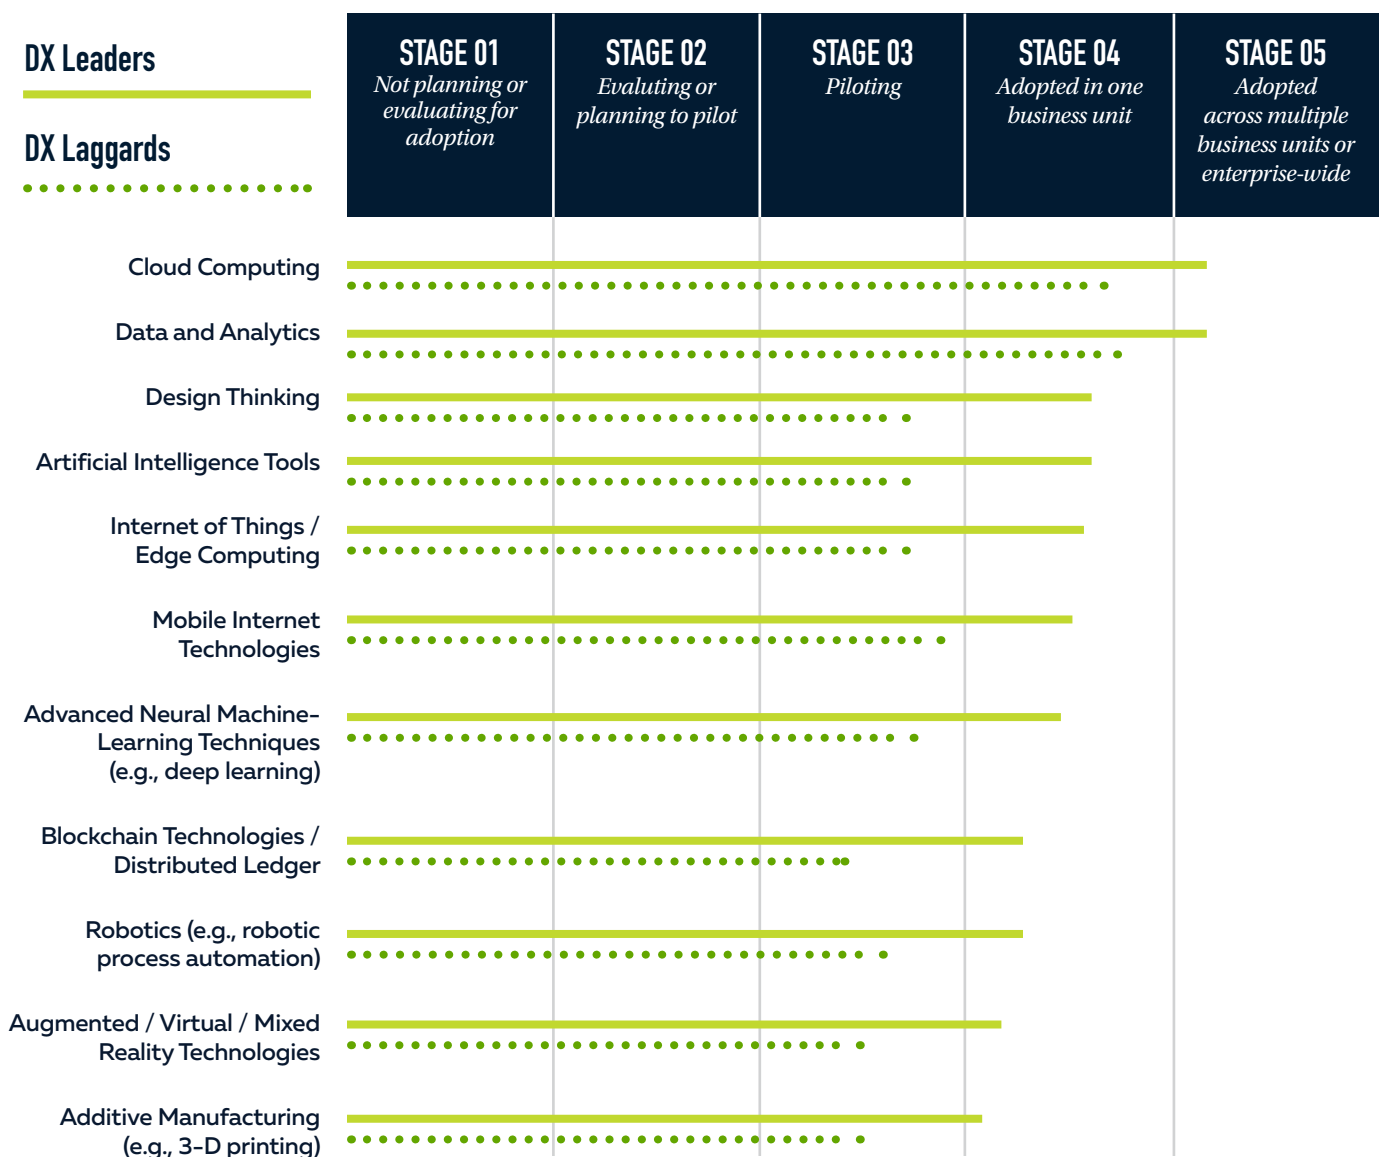 DX Leaders
DX Laggards
STAGE 01
Not planning or
evaluating for
adoption
STAGE 02
Evaluting or
planning to pilot
STAGE 03
Piloting
STAGE 04
Adopted in one
business unit
STAGE 05
Adopted
across multiple
business units or
enterprise-wide
Cloud Computing
Data and Analytics
Design Thinking
Artificial Intelligence Tools
Internet of Things /
Edge Computing
Mobile Internet
Technologies
Advanced Neural Machine-
Learning Techniques
(e.g., deep learning)
Blockchain Technologies /
Distributed Ledger
Robotics (e.g., robotic
process automation)
Augmented / Virtual / Mixed
Reality Technologies
Additive Manufacturing
(e.g., 3-D printing)